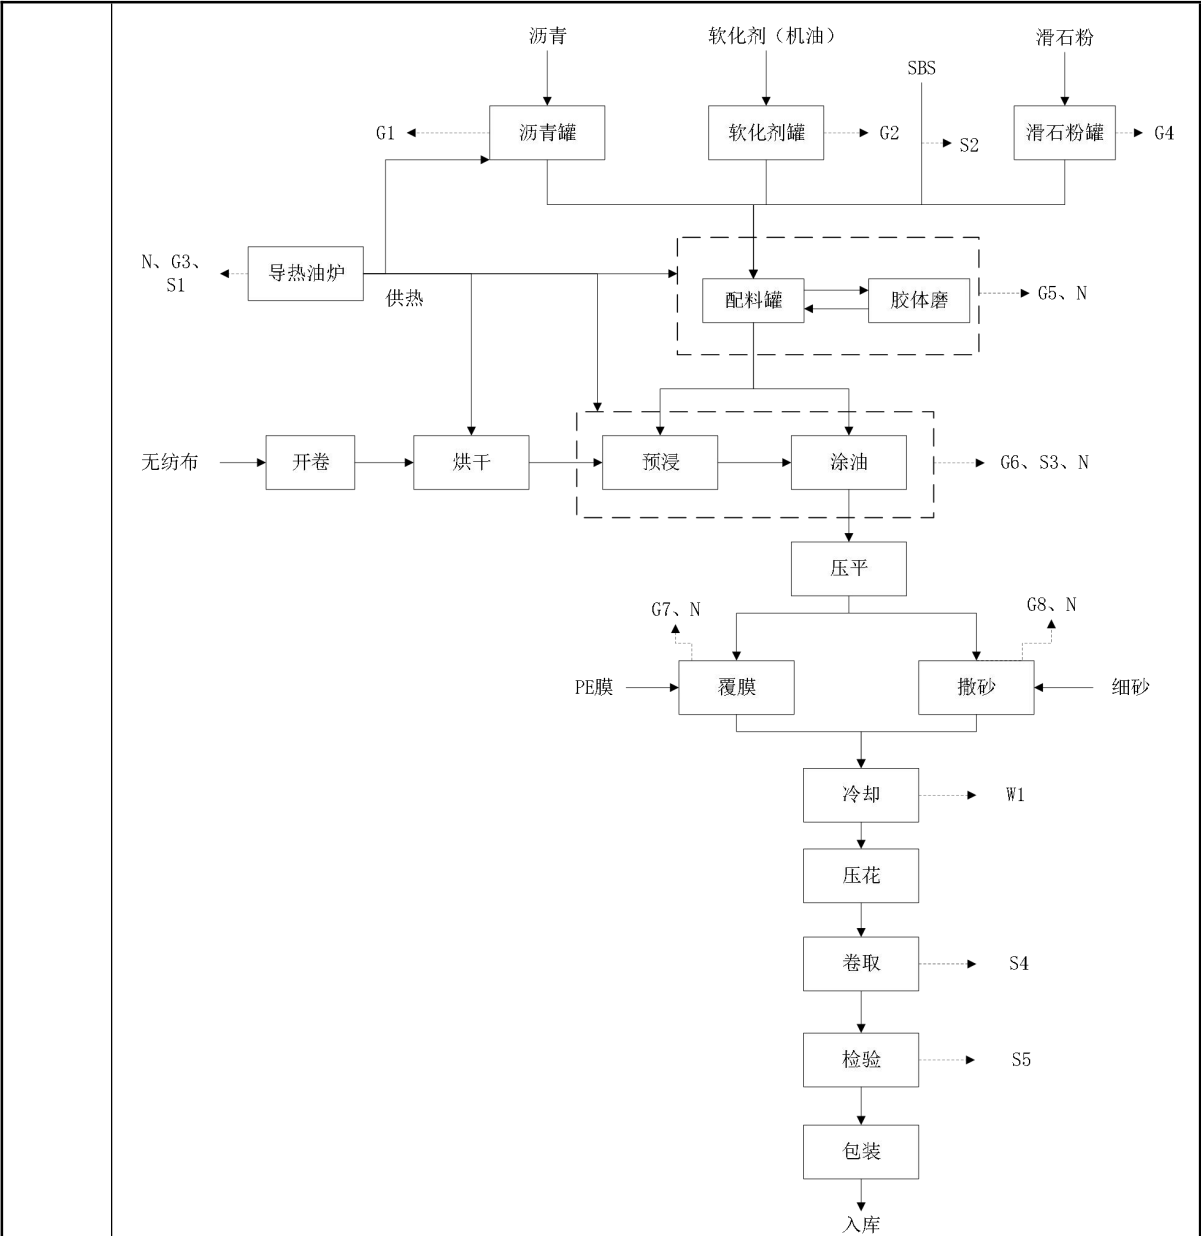 沥青
软化剂（机油）
滑石粉
SBS
G1
沥青罐
软化剂罐
G2
S2
滑石粉罐
G4
N、G3、
S1
导热油炉
供热
配料罐
胶体磨
G5、N
无纺布
开卷
烘干
预浸
涂油
G6、S3、N
压平
G7、N
G8、N
PE膜
覆膜
撒砂
细砂
冷却
W1
压花
卷取
S4
检验
S5
包装
入库